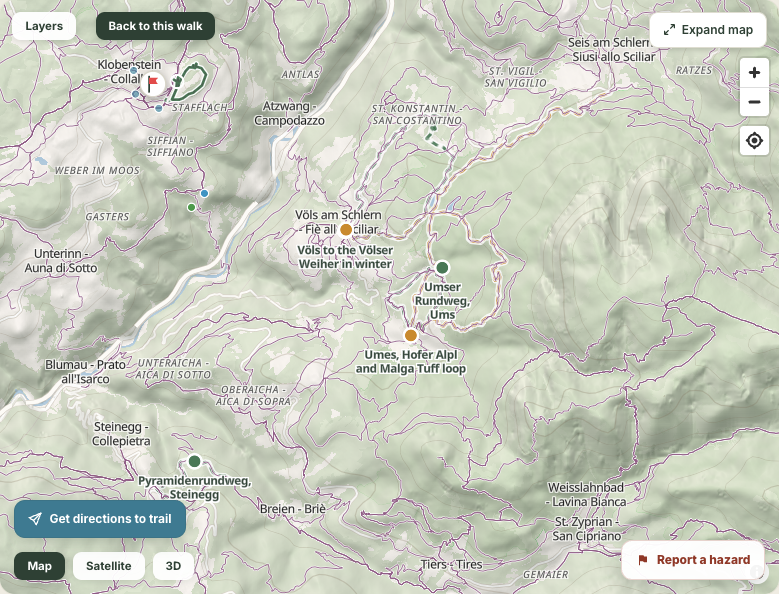 Layers
Back to this walk
Expand map
Seis am Schlern
Siusi allo Sciliar
Klobenstein
ANTLAS
ST. VIGIL -
SAN VIGILIO
RATZES
STAFFLACH
Atzwang -
Campodazzo
ST. KONSTANTIN -
SAN COSTANTINO
SIFFIAN -
SIFFIANO
WEBER IM MOOS
GASTERS
Völs am Schlern
- Fiè allo Sciliar
Völs to the Völser
Weiher in winter
Unterinn -
Auna di Sotto
Umser
Rundweg,
Ums
Umes, Hofer Alpl
and Malga Tuff loop
Blumau - Prato
all'Isarco
UNTERAICHA -
AICA DI SOTTO
OBERAICHA -
AICA DI SOPRA
Steinegg -
Collepietra
Pyramidenrundweg,
Steinegg
Weisslahnbad
- Lavina Bianca
Breien - Briè
St. Zyprian -
San Cipriano
Get directions to trail
Tiers - Tires
GEMAIER
Report a hazard
Map
Satellite
3D